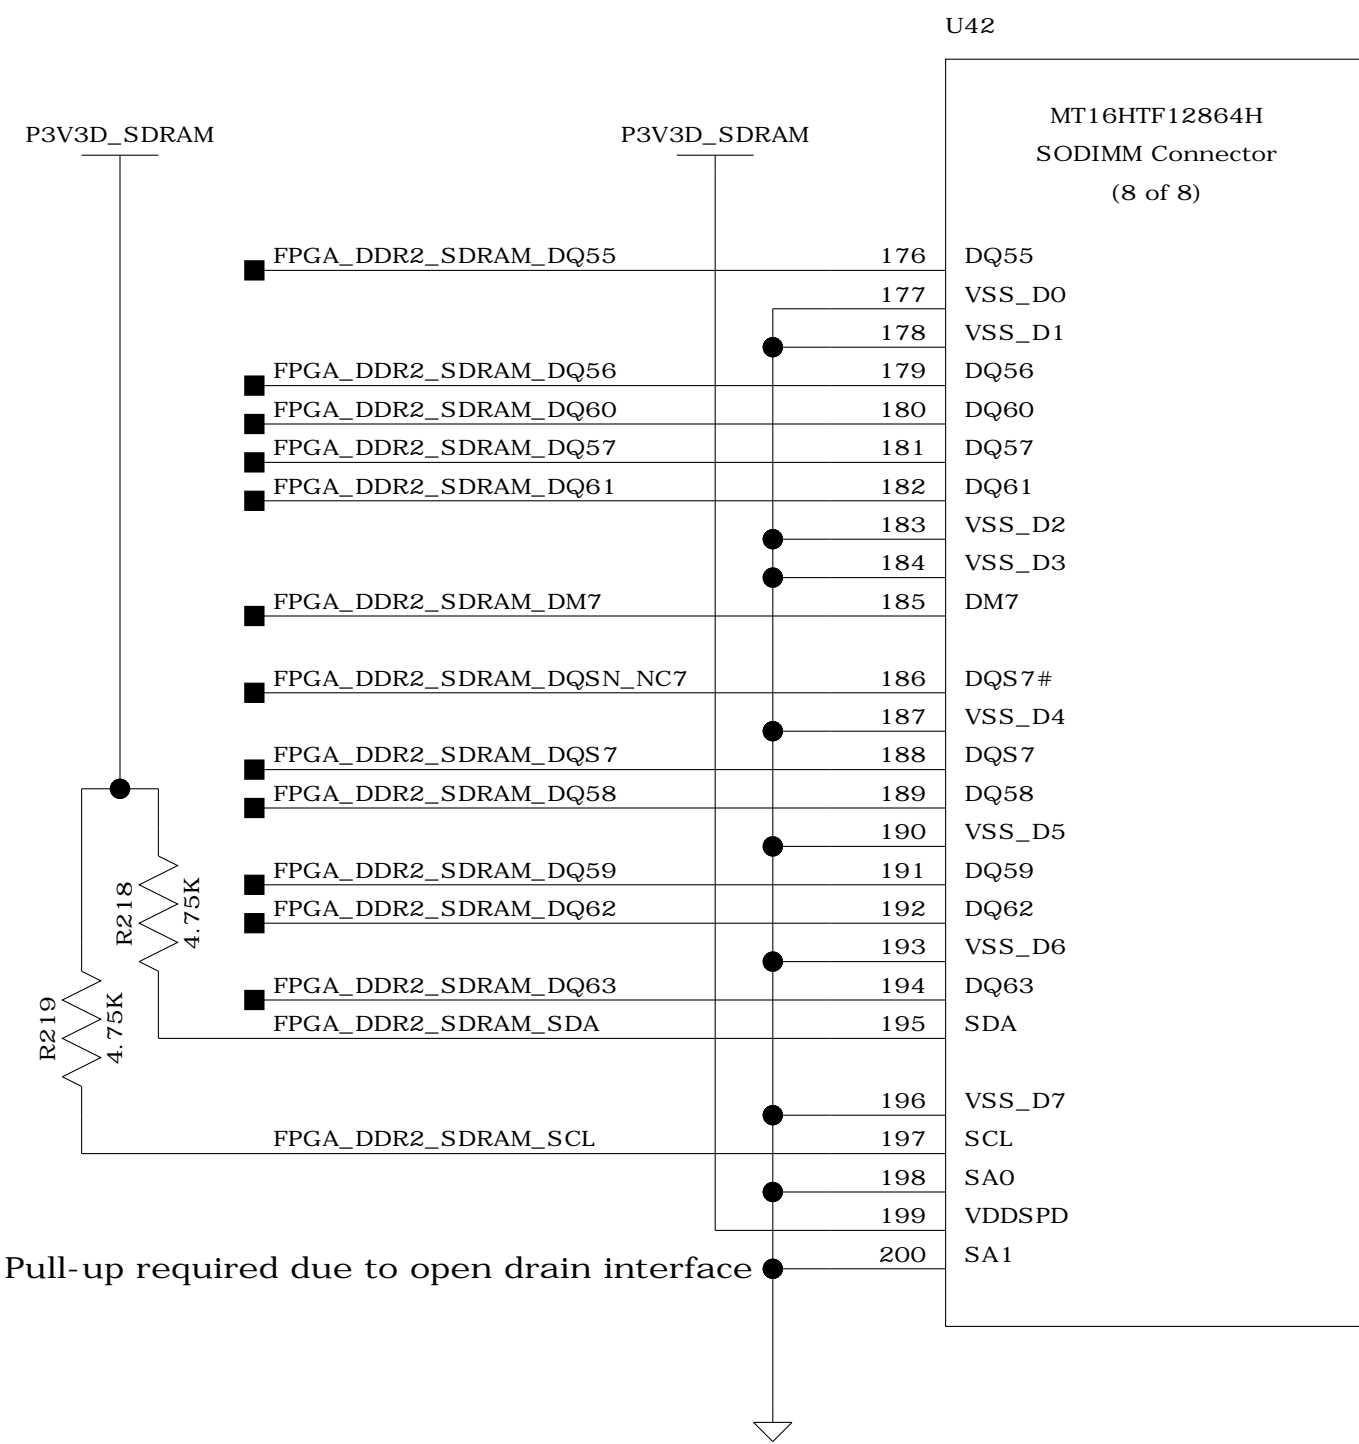 U42
MT16HTF12864H
SODIMM Connector
(8 of 8)
P3V3D_SDRAM P3V3D_SDRAM
FPGA_DDR2_SDRAM_DQ55 176 DQ55
177 VSS_D0
178 VSS_D1
FPGA_DDR2_SDRAM_DQ56 179 DQ56
FPGA_DDR2_SDRAM_DQ60 180 DQ60
FPGA_DDR2_SDRAM_DQ57 181 DQ57
FPGA_DDR2_SDRAM_DQ61 182 DQ61
183 VSS_D2
184 VSS_D3
FPGA_DDR2_SDRAM_DM7 185 DM7
FPGA_DDR2_SDRAM_DQSN_NC7 186 DQS7#
187 VSS_D4
FPGA_DDR2_SDRAM_DQS7 188 DQS7
FPGA_DDR2_SDRAM_DQ58 189 DQ58
190 VSS_D5
FPGA_DDR2_SDRAM_DQ59 191 DQ59
R218 4.75K
FPGA_DDR2_SDRAM_DQ62 192 DQ62
193 VSS_D6
FPGA_DDR2_SDRAM_DQ63 194 DQ63
R219 4.75K
FPGA_DDR2_SDRAM_SDA 195 SDA
196 VSS_D7
FPGA_DDR2_SDRAM_SCL 197 SCL
198 SA0
199 VDDSPD
200 SA1
Pull-up required due to open drain interface